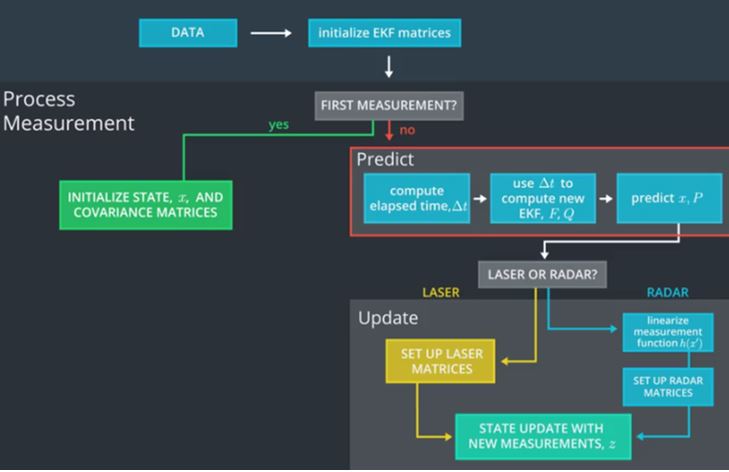 DATA
initialize EKF matrices
Process
Measurement
FIRST MEASUREMENT?
yes
no
Predict
INITIALIZE STATE, x, AND
COVARIANCE MATRICES
compute
elapsed time,Δt
use Δt to
compute new
EKF, F, Q
predict x, P
LASER OR RADAR?
LASER
RADAR
Update
linearize
measurement
function h(x′)
SET UP LASER
MATRICES
SET UP RADAR
MATRICES
STATE UPDATE WITH
NEW MEASUREMENTS, z